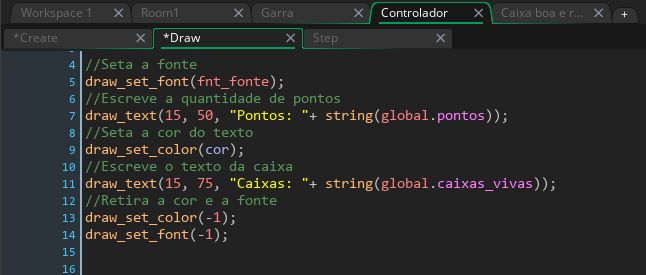 Workspace 1 Room1 Garra Controlador Caixa boa e r...
*Create *Draw Step
4 //Seta a fonte
5 draw_set_font(fnt_fonte);
6 //Escreve a quantidade de pontos
7 draw_text(15, 50, "Pontos: "+ string(global.pontos));
8 //Seta a cor do texto
9 draw_set_color(cor);
10 //Escreve o texto da caixa
11 draw_text(15, 75, "Caixas: "+ string(global.caixas_vivas));
12 //Retira a cor e a fonte
13 draw_set_color(-1);
14 draw_set_font(-1);
15
16